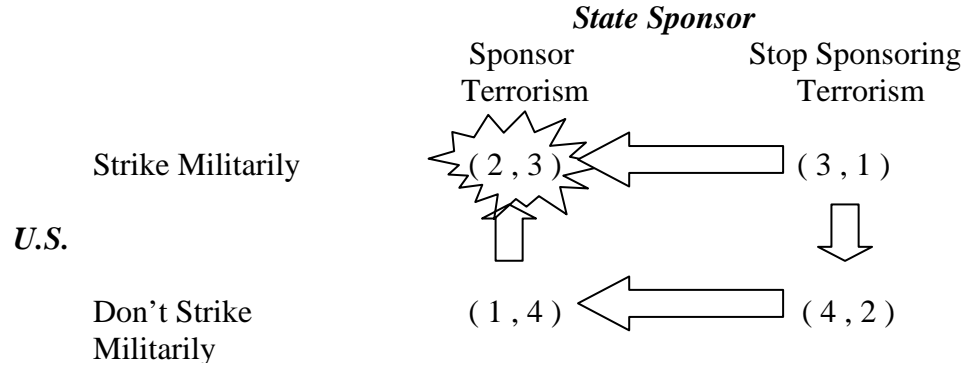 State Sponsor
Sponsor Stop Sponsoring
Terrorism Terrorism
Strike Militarily ( 2 , 3 ) ( 3 , 1 )
U.S.
Don’t Strike ( 1 , 4 ) ( 4 , 2 )
Militarily